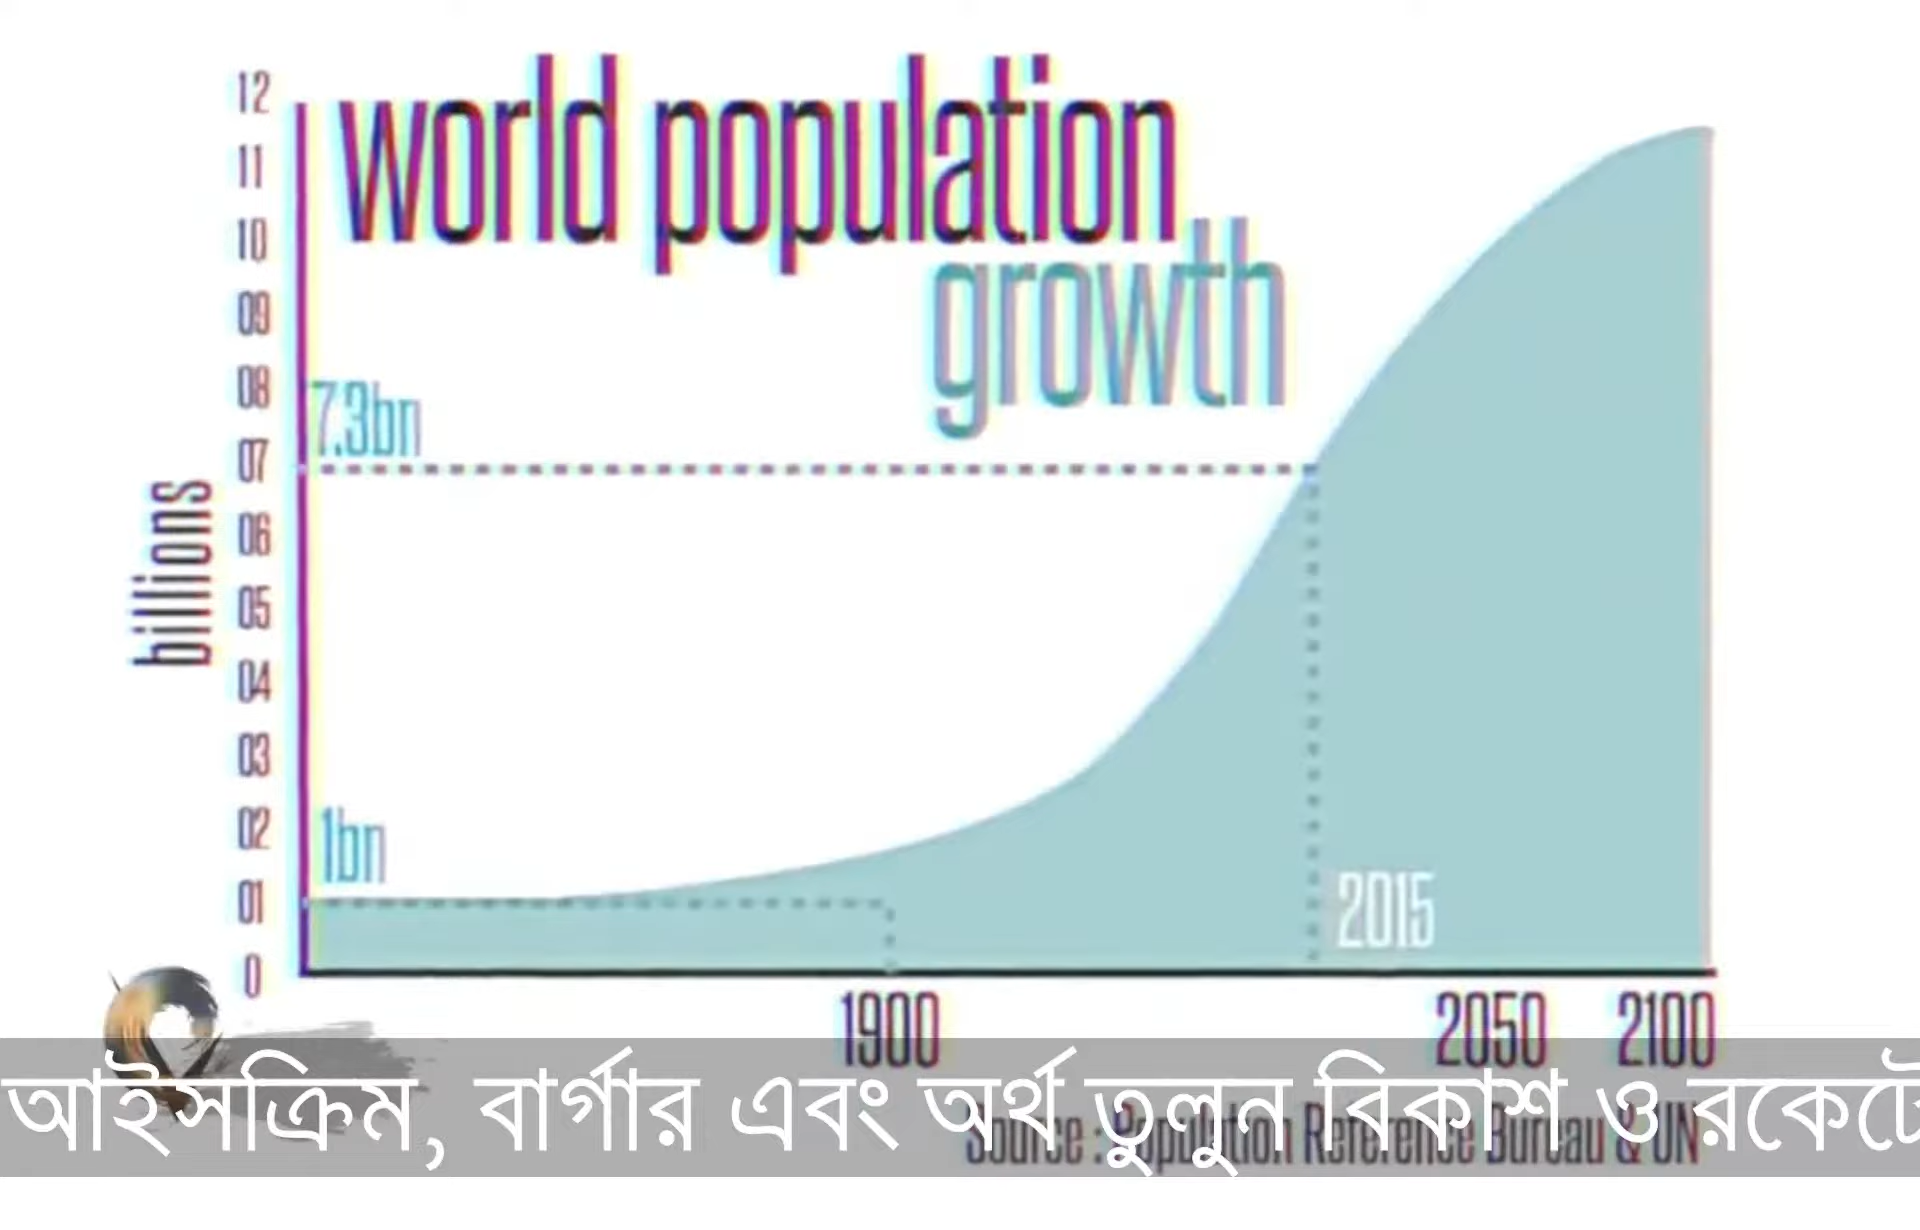 world population
growth
12
11
10
09
08
07
06
05
04
03
02
01
0
billions
7.3bn
1bn
2015
1900
2050
2100
আইসক্রিম, বার্গার এবং অর্থ তুলুন বিকাশ ও রকেটে
Source : Population Reference Bureau & UN